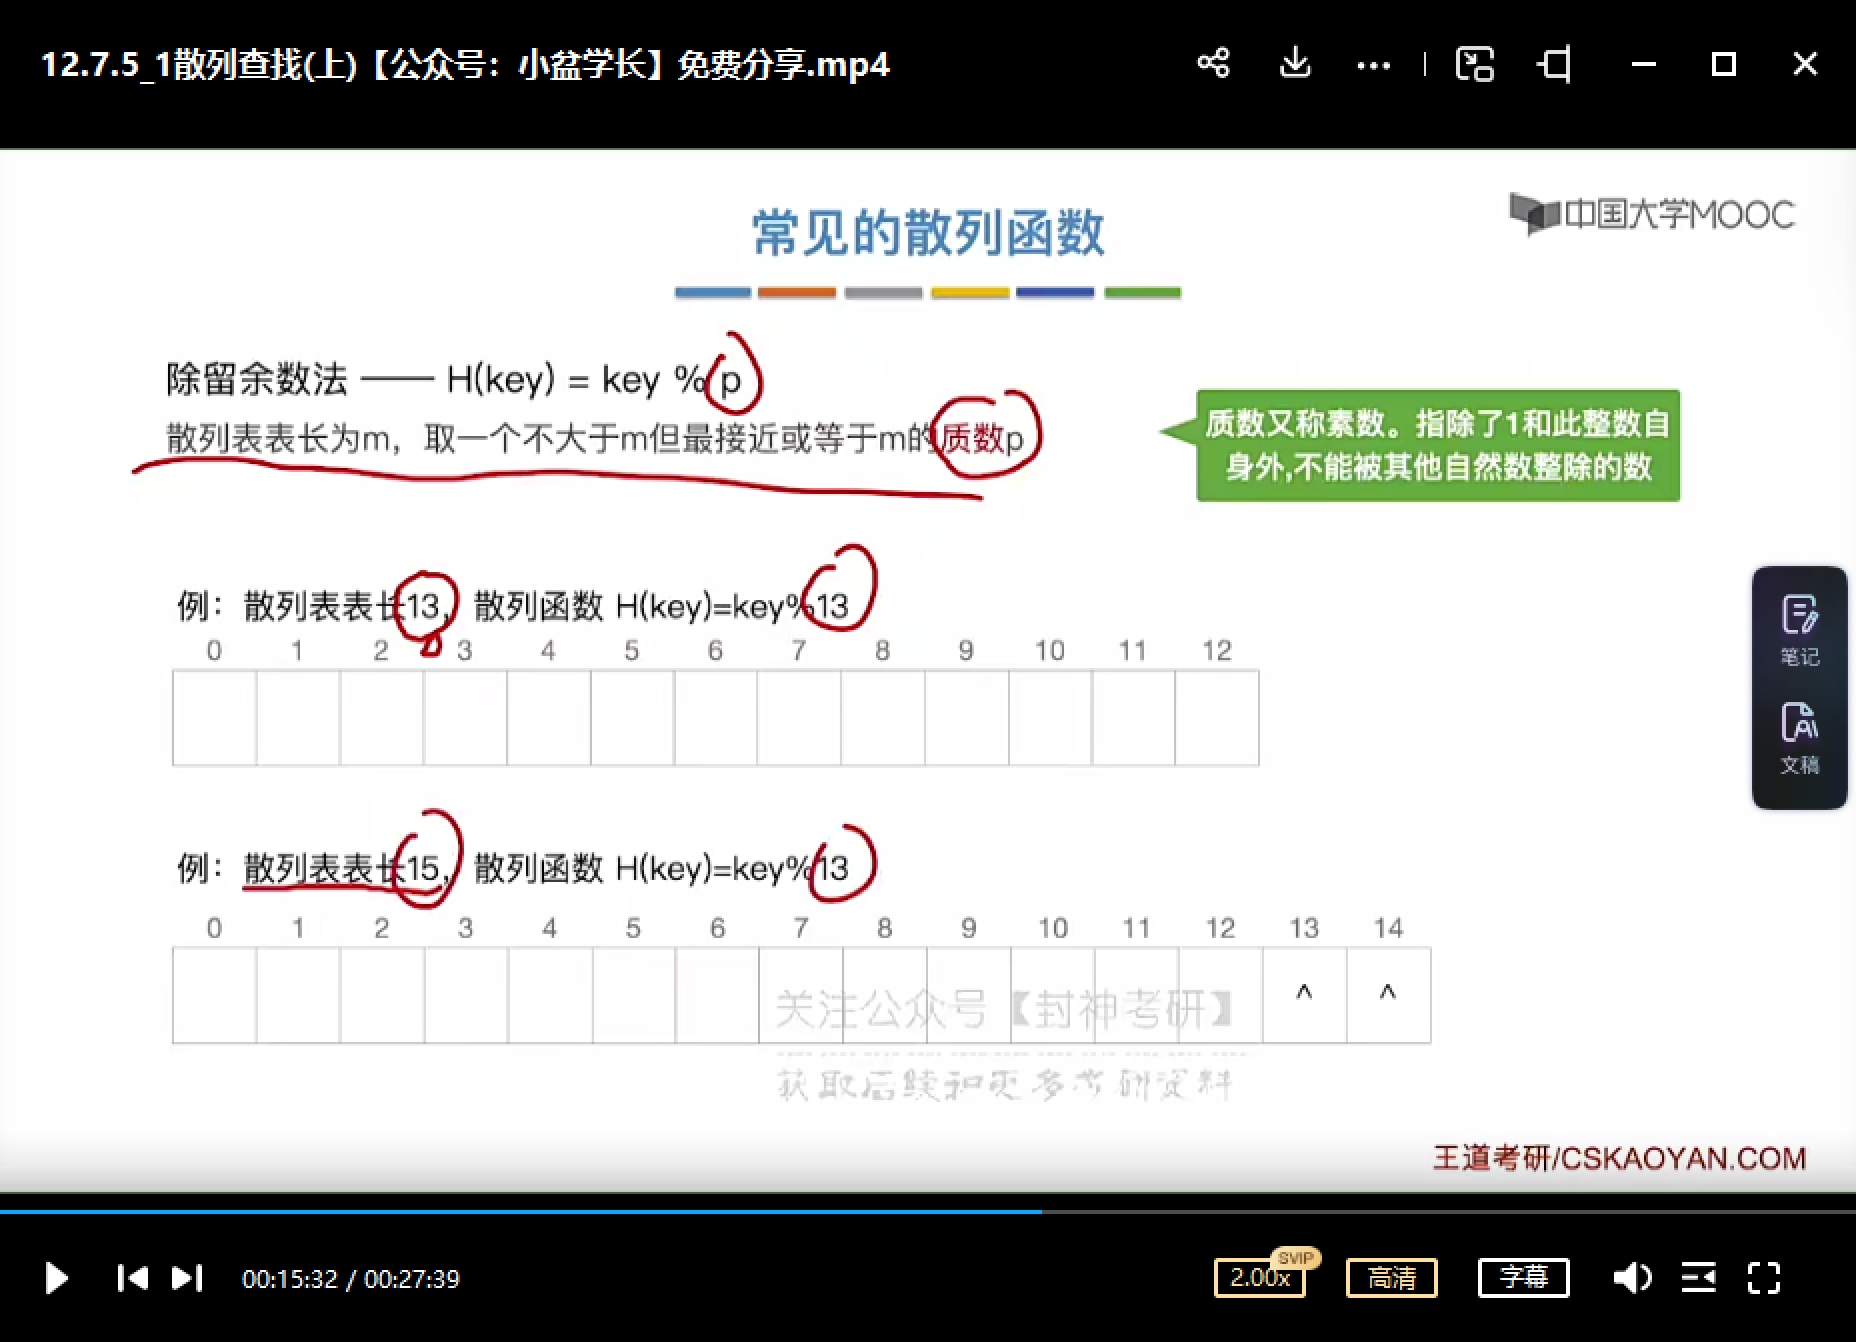 12.7.5_1散列查找(上)【公众号：小盆学长】免费分享.mp4
常见的散列函数
中国大学MOOC
除留余数法 —— H(key) = key % p
散列表表长为m，取一个不大于m但最接近或等于m的质数p
质数又称素数。指除了1和此整数自
身外,不能被其他自然数整除的数
例：散列表表长13，散列函数 H(key)=key%13
0 1 2 3 4 5 6 7 8 9 10 11 12
笔记
文稿
例：散列表表长15，散列函数 H(key)=key%13
0 1 2 3 4 5 6 7 8 9 10 11 12 13 14
^ ^
关注公众号【封神考研】
获取后续和更多考研资料
王道考研/CSKAOYAN.COM
00:15:32 / 00:27:39
2.00x
SVIP
高清
字幕